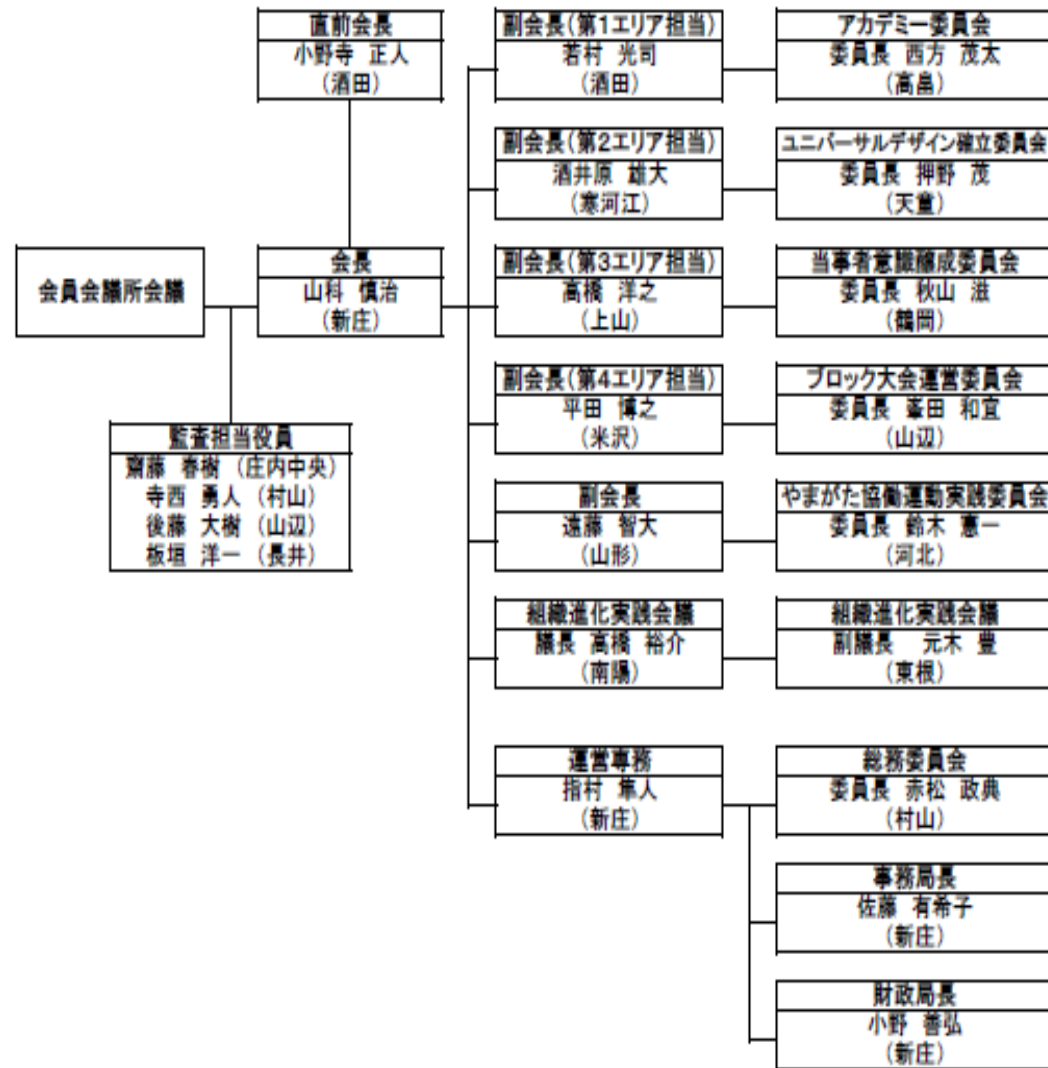 直前会長
小野寺 正人
(酒田)
会員会議所会議
会長
山科 慎治
(新庄)
監査担当役員
齋藤 春樹 (庄内中央)
寺西 勇人 (村山)
後藤 大樹 (山辺)
板垣 洋一 (長井)
副会長(第1エリア担当)
若村 光司
(酒田)
アカデミー委員会
委員長 西方 茂太
(高畠)
副会長(第2エリア担当)
酒井原 雄大
(寒河江)
ユニバーサルデザイン確立委員会
委員長 押野 茂
(天童)
副会長(第3エリア担当)
高橋 洋之
(上山)
当事者意識醸成委員会
委員長 秋山 滋
(鶴岡)
副会長(第4エリア担当)
平田 博之
(米沢)
ブロック大会運営委員会
委員長 峯田 和宜
(山辺)
副会長
遠藤 智大
(山形)
やまがた協働運動実践委員会
委員長 鈴木 憲一
(河北)
組織進化実践会議
議長 高橋 裕介
(南陽)
組織進化実践会議
副議長 元木 豊
(東根)
運営専務
指村 隼人
(新庄)
総務委員会
委員長 赤松 政典
(村山)
事務局長
佐藤 有希子
(新庄)
財政局長
小野 善弘
(新庄)